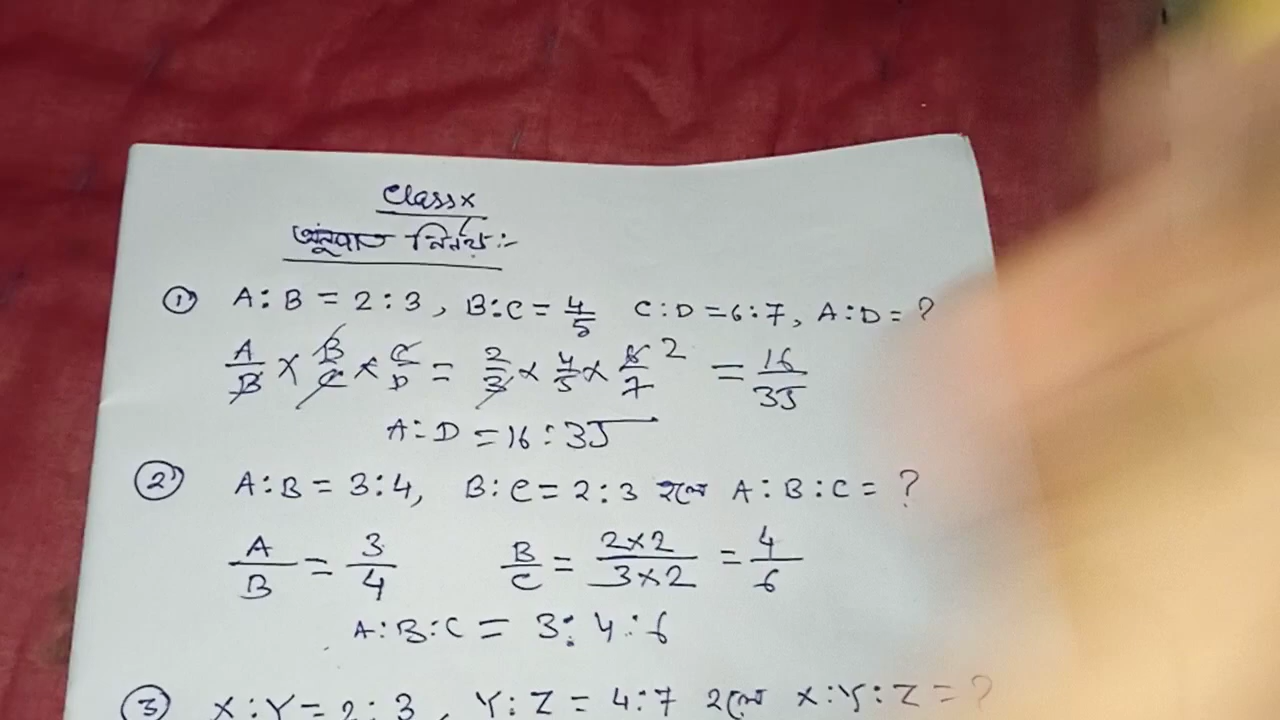 Class x
অনুপাত নির্ণয় :-
① A : B = 2 : 3 , B : C = 4/5 C : D = 6 : 7 , A : D = ?
A/B × B/C × C/D = 2/3 × 4/5 × 6/7 2 = 16/35
A : D = 16 : 35
② A : B = 3 : 4, B : C = 2 : 3 হলে A : B : C = ?
A/B = 3/4 B/C = 2×2/3×2 = 4/6
A : B : C = 3 : 4 : 6
③ X : Y = 2 : 3 , Y : Z = 4 : 7 হলে X : Y : Z = ?